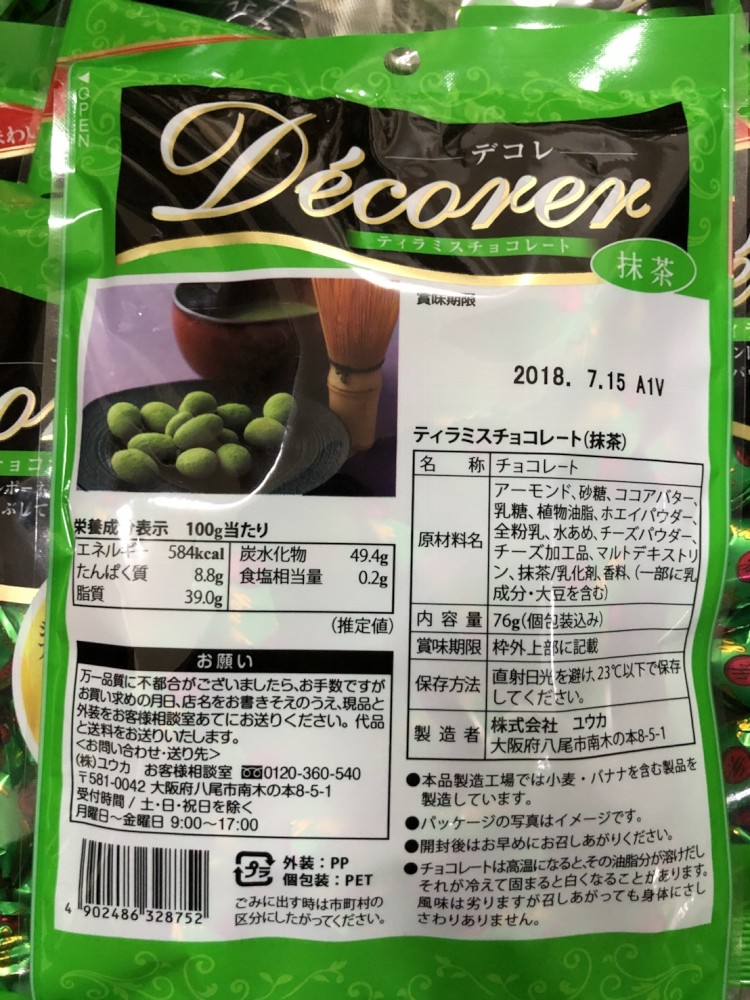 ◀OPEN
Décorer
デコレ
ティラミスチョコレート
抹茶
賞味期限
2018. 7.15 A1V
ティラミスチョコレート(抹茶)
名 称 チョコレート
原材料名 アーモンド、砂糖、ココアバター、
乳糖、植物油脂、ホエイパウダー、
全粉乳、水あめ、チーズパウダー、
チーズ加工品、マルトデキストリ
ン、抹茶/乳化剤、香料、(一部に乳
成分・大豆を含む)
内 容 量 76g(個包装込み)
賞味期限 枠外上部に記載
保存方法 直射日光を避け、23℃以下で保存
してください。
製 造 者 株式会社 ユウカ
大阪府八尾市南木の本8-5-1
●本品製造工場では小麦・バナナを含む製品を
製造しています。
●パッケージの写真はイメージです。
●開封後はお早めにお召しあがりください。
●チョコレートは高温になると、その油脂分が溶けだし
それが冷えて固まると白くなることがあります。
風味は劣りますが召しあがっても身体にさし
さわりありません。
栄養成分表示 100g当たり
エネルギー 584kcal 炭水化物 49.4g
たんぱく質 8.8g 食塩相当量 0.2g
脂質 39.0g
(推定値)
お願い
万一品質に不都合がございましたら、お手数ですが
お買い求めの月日、店名をお書きそえのうえ、現品と
外装をお客様相談室あてにお送りください。代品
と送料をお送りいたします。
<お問い合わせ・送り先>
(株)ユウカ お客様相談室 0120-360-540
〒581-0042 大阪府八尾市南木の本8-5-1
受付時間 / 土・日・祝日を除く
月曜日〜金曜日 9:00〜17:00
4 902486 328752
プラ
外装:PP
個包装:PET
ごみに出す時は市町村の
区分にしたがってください。